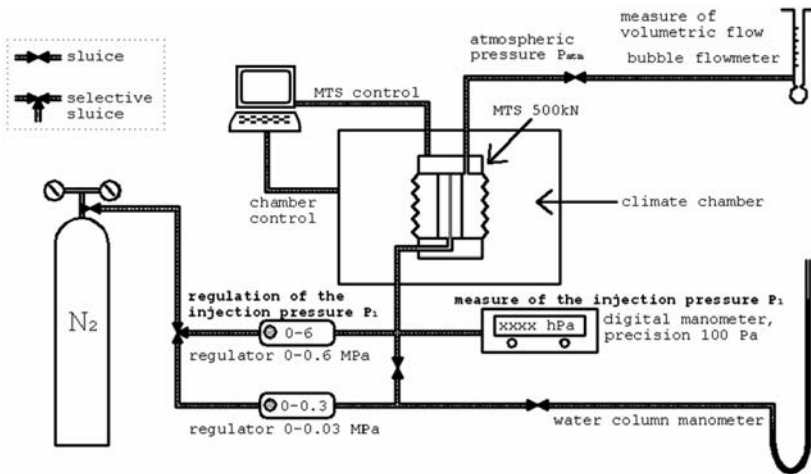 sluice
selective
sluice
MTS control
atmospheric
pressure Patm
measure of
volumetric flow
bubble flowmeter
MTS 500kN
chamber
control
climate chamber
N2
regulation of the
injection pressure P1
0-6
regulator 0-0.6 MPa
measure of the injection pressure P1
xxxx hPa
digital manometer,
precision 100 Pa
0-0.3
regulator 0-0.03 MPa
water column manometer